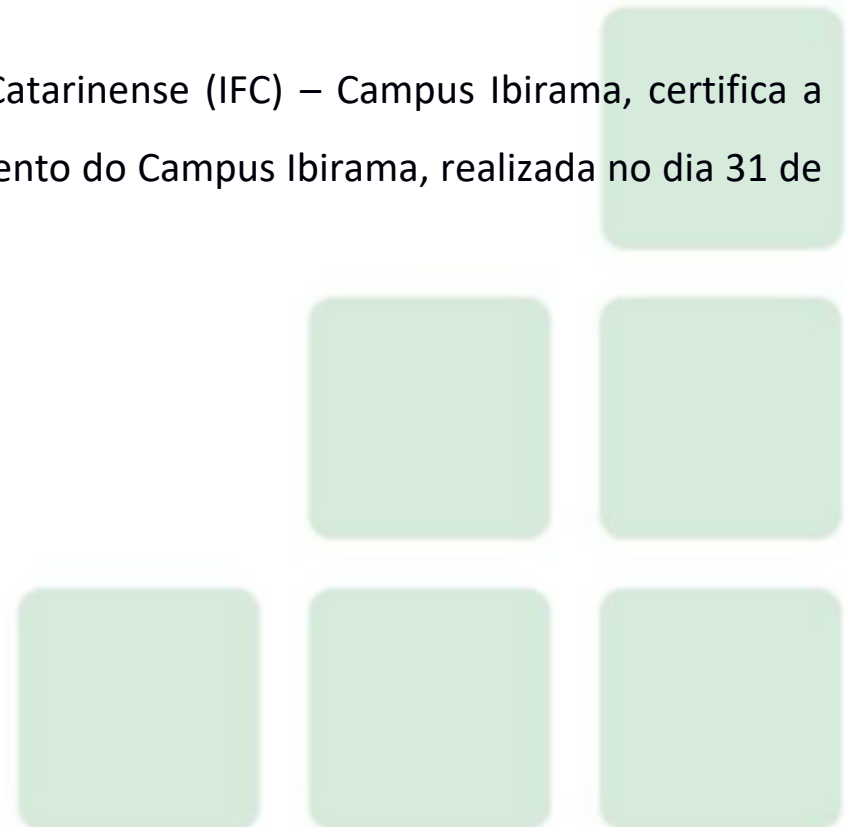 Catarinense (IFC) – Campus Ibirama, certifica a
ento do Campus Ibirama, realizada no dia 31 de